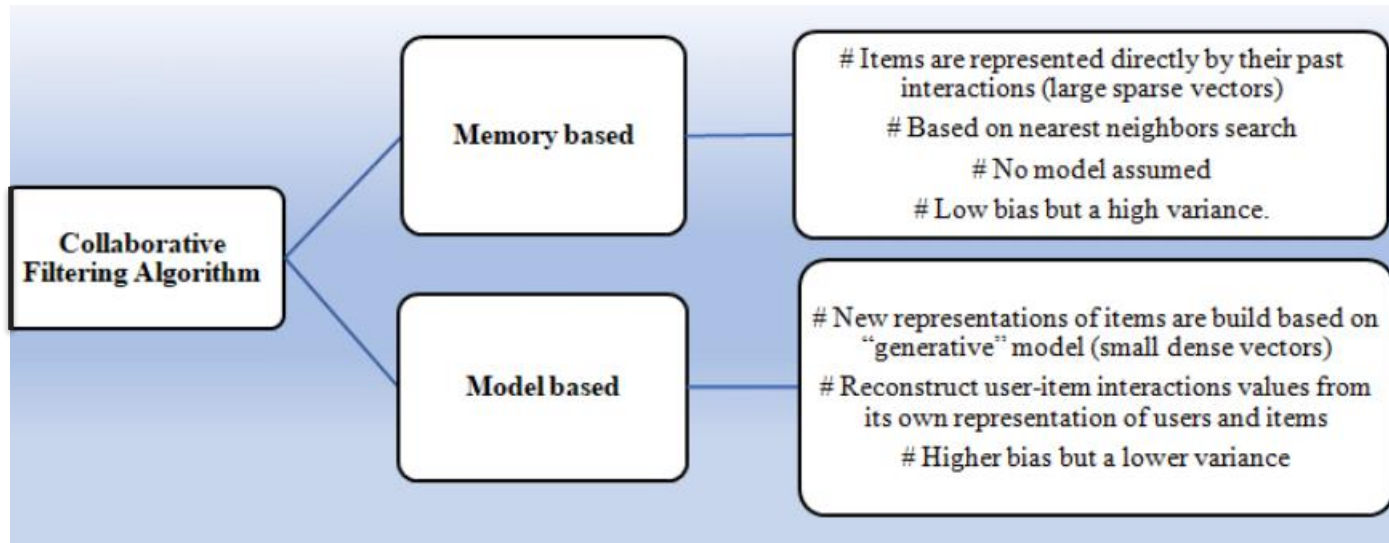 Collaborative
Filtering Algorithm
Memory based
# Items are represented directly by their past
interactions (large sparse vectors)
# Based on nearest neighbors search
# No model assumed
# Low bias but a high variance.
Model based
# New representations of items are build based on
“generative” model (small dense vectors)
# Reconstruct user-item interactions values from
its own representation of users and items
# Higher bias but a lower variance